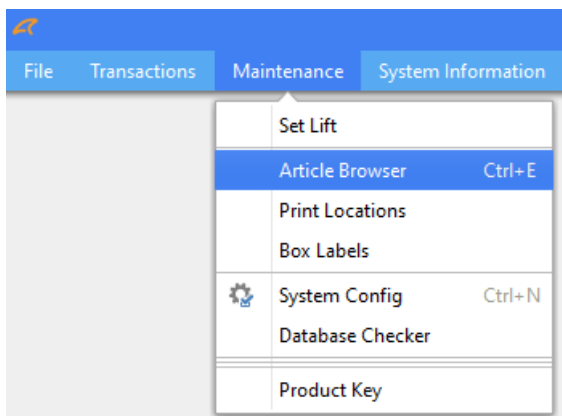 File Transactions Maintenance System Information
Set Lift
Article Browser Ctrl+E
Print Locations
Box Labels
System Config Ctrl+N
Database Checker
Product Key